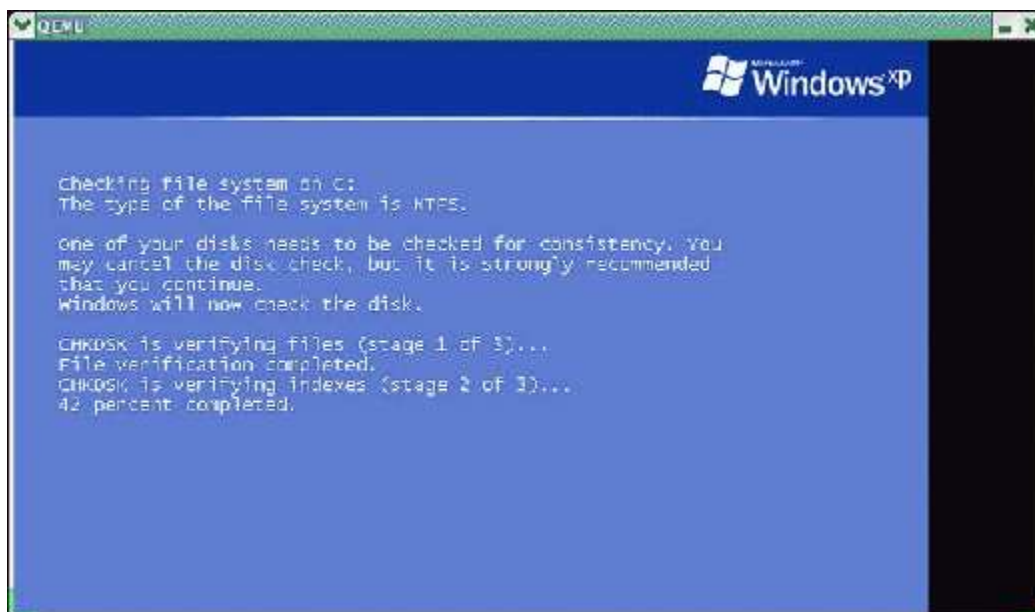 QEMU
Microsoft
Windows xp
Checking file system on C:
The type of the file system is NTFS.
One of your disks needs to be checked for consistency. You
may cancel the disk check, but it is strongly recommended
that you continue.
Windows will now check the disk.
CHKDSK is verifying files (stage 1 of 3)...
File verification completed.
CHKDSK is verifying indexes (stage 2 of 3)...
42 percent completed.